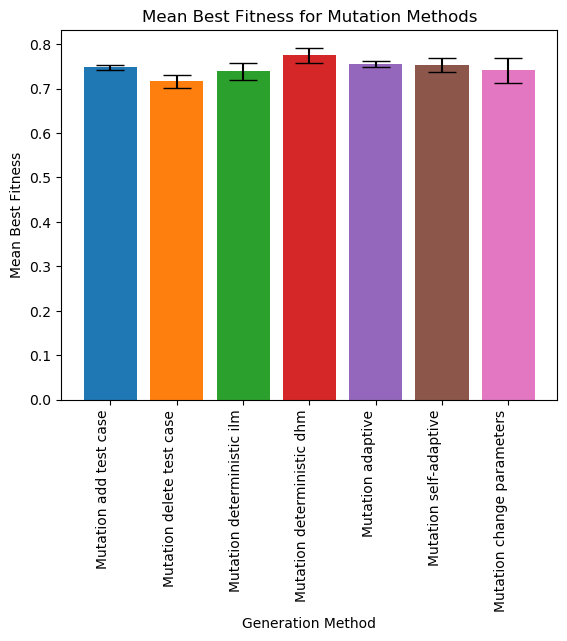 Mean Best Fitness for Mutation Methods
Mean Best Fitness
0.8
0.7
0.6
0.5
0.4
0.3
0.2
0.1
0.0
Mutation add test case
Mutation delete test case
Mutation deterministic ilm
Mutation deterministic dhm
Mutation adaptive
Mutation self-adaptive
Mutation change parameters
Generation Method